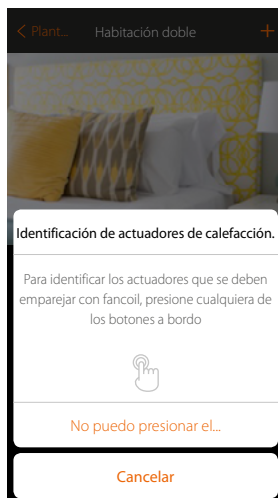 Plant...
Habitación doble
+
Identificación de actuadores de calefacción.
Para identificar los actuadores que se deben
emparejar con fancoil, presione cualquiera de
los botones a bordo
No puedo presionar el...
Cancelar